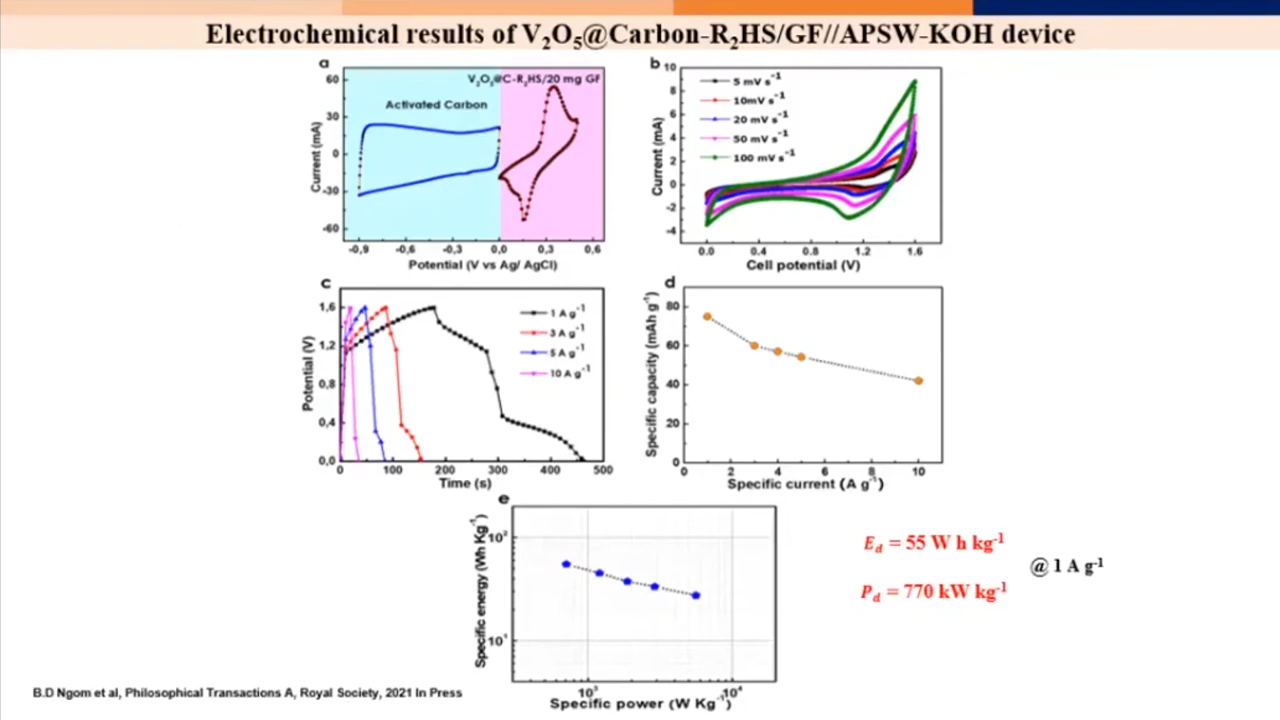 Electrochemical results of V₂O₅@Carbon-R₂HS/GF//APSW-KOH device
a
V₂O₅@C-R₂HS/20 mg GF
Activated Carbon
Current (mA)
60
30
0
-30
-60
-0,9 -0,6 -0,3 0,0 0,3 0,6
Potential (V vs Ag/ AgCl)
b
5 mV s⁻¹
10mV s⁻¹
20 mV s⁻¹
50 mV s⁻¹
100 mV s⁻¹
Current (mA)
10
8
6
4
2
0
-2
-4
0.0 0.4 0.8 1.2 1.6
Cell potential (V)
c
1 A g⁻¹
3 A g⁻¹
5 A g⁻¹
10 A g⁻¹
Potential (V)
1,6
1,2
0,8
0,4
0,0
0 100 200 300 400 500
Time (s)
d
Specific capacity (mAh g⁻¹)
80
60
40
20
0
0 2 4 6 8 10
Specific current (A g⁻¹)
e
Specific energy (Wh Kg⁻¹)
10²
10¹
10³ 10⁴
Specific power (W Kg⁻¹)
E_d = 55 W h kg⁻¹
@ 1 A g⁻¹
P_d = 770 kW kg⁻¹
B.D Ngom et al, Philosophical Transactions A, Royal Society, 2021 In Press